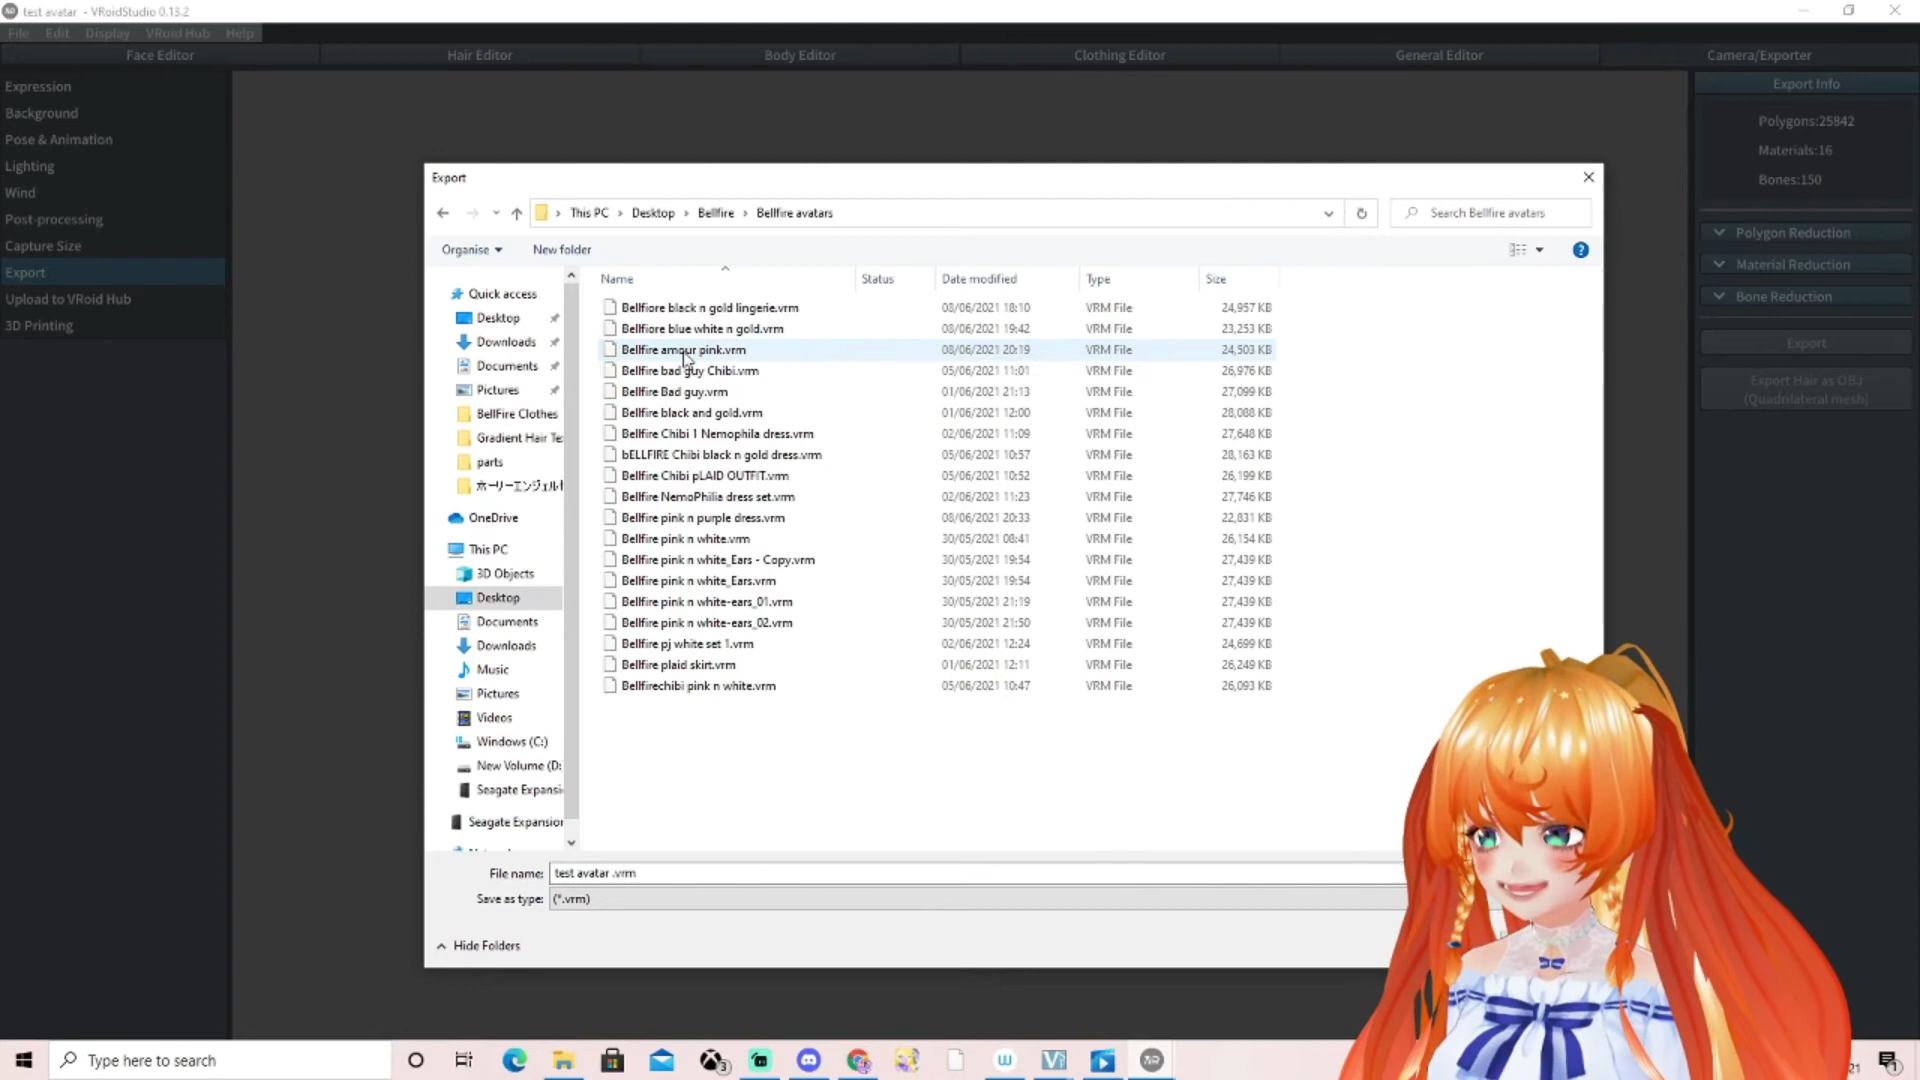 test avatar - VRoidStudio 0.13.2
File Edit Display VRoid Hub Help
Face Editor Hair Editor Body Editor Clothing Editor General Editor Camera/Exporter
Expression
Background
Pose & Animation
Lighting
Wind
Post-processing
Capture Size
Export
Upload to VRoid Hub
3D Printing
Export Info
Polygons:25842
Materials:16
Bones:150
Polygon Reduction
Material Reduction
Bone Reduction
Export
Export Hair as OBJ
(Quadrilateral mesh)
Export
This PC > Desktop > Bellfire > Bellfire avatars
Search Bellfire avatars
Organise New folder
Quick access
Desktop
Downloads
Documents
Pictures
BellFire Clothes
Gradient Hair Te
parts
ホーリーエンジェル
OneDrive
This PC
3D Objects
Desktop
Documents
Downloads
Music
Pictures
Videos
Windows (C:)
New Volume (D:
Seagate Expansi
Seagate Expansion
Name Status Date modified Type Size
Bellfiore black n gold lingerie.vrm 08/06/2021 18:10 VRM File 24,957 KB
Bellfiore blue white n gold.vrm 08/06/2021 19:42 VRM File 23,253 KB
Bellfire amour pink.vrm 08/06/2021 20:19 VRM File 24,503 KB
Bellfire bad guy Chibi.vrm 05/06/2021 11:01 VRM File 26,976 KB
Bellfire Bad guy.vrm 01/06/2021 21:13 VRM File 27,099 KB
Bellfire black and gold.vrm 01/06/2021 12:00 VRM File 28,088 KB
Bellfire Chibi 1 Nemophila dress.vrm 02/06/2021 11:09 VRM File 27,648 KB
bELLFIRE Chibi black n gold dress.vrm 05/06/2021 10:57 VRM File 28,163 KB
Bellfire Chibi pLAID OUTFIT.vrm 05/06/2021 10:52 VRM File 26,199 KB
Bellfire NemoPhilia dress set.vrm 02/06/2021 11:23 VRM File 27,746 KB
Bellfire pink n purple dress.vrm 08/06/2021 20:33 VRM File 22,831 KB
Bellfire pink n white.vrm 30/05/2021 08:41 VRM File 26,154 KB
Bellfire pink n white_Ears - Copy.vrm 30/05/2021 19:54 VRM File 27,439 KB
Bellfire pink n white_Ears.vrm 30/05/2021 19:54 VRM File 27,439 KB
Bellfire pink n white-ears_01.vrm 30/05/2021 21:19 VRM File 27,439 KB
Bellfire pink n white-ears_02.vrm 30/05/2021 21:50 VRM File 27,439 KB
Bellfire pj white set 1.vrm 02/06/2021 12:24 VRM File 24,699 KB
Bellfire plaid skirt.vrm 01/06/2021 12:11 VRM File 26,249 KB
Bellfirechibi pink n white.vrm 05/06/2021 10:47 VRM File 26,093 KB
File name: test avatar .vrm
Save as type: (*.vrm)
Hide Folders
Type here to search
21